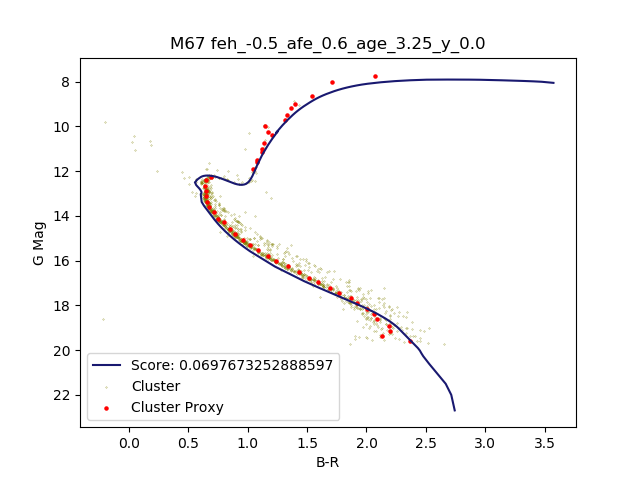 M67 feh_-0.5_afe_0.6_age_3.25_y_0.0
G Mag
8
10
12
14
16
18
20
22
Score: 0.0697673252888597
Cluster
Cluster Proxy
0.0 0.5 1.0 1.5 2.0 2.5 3.0 3.5
B-R